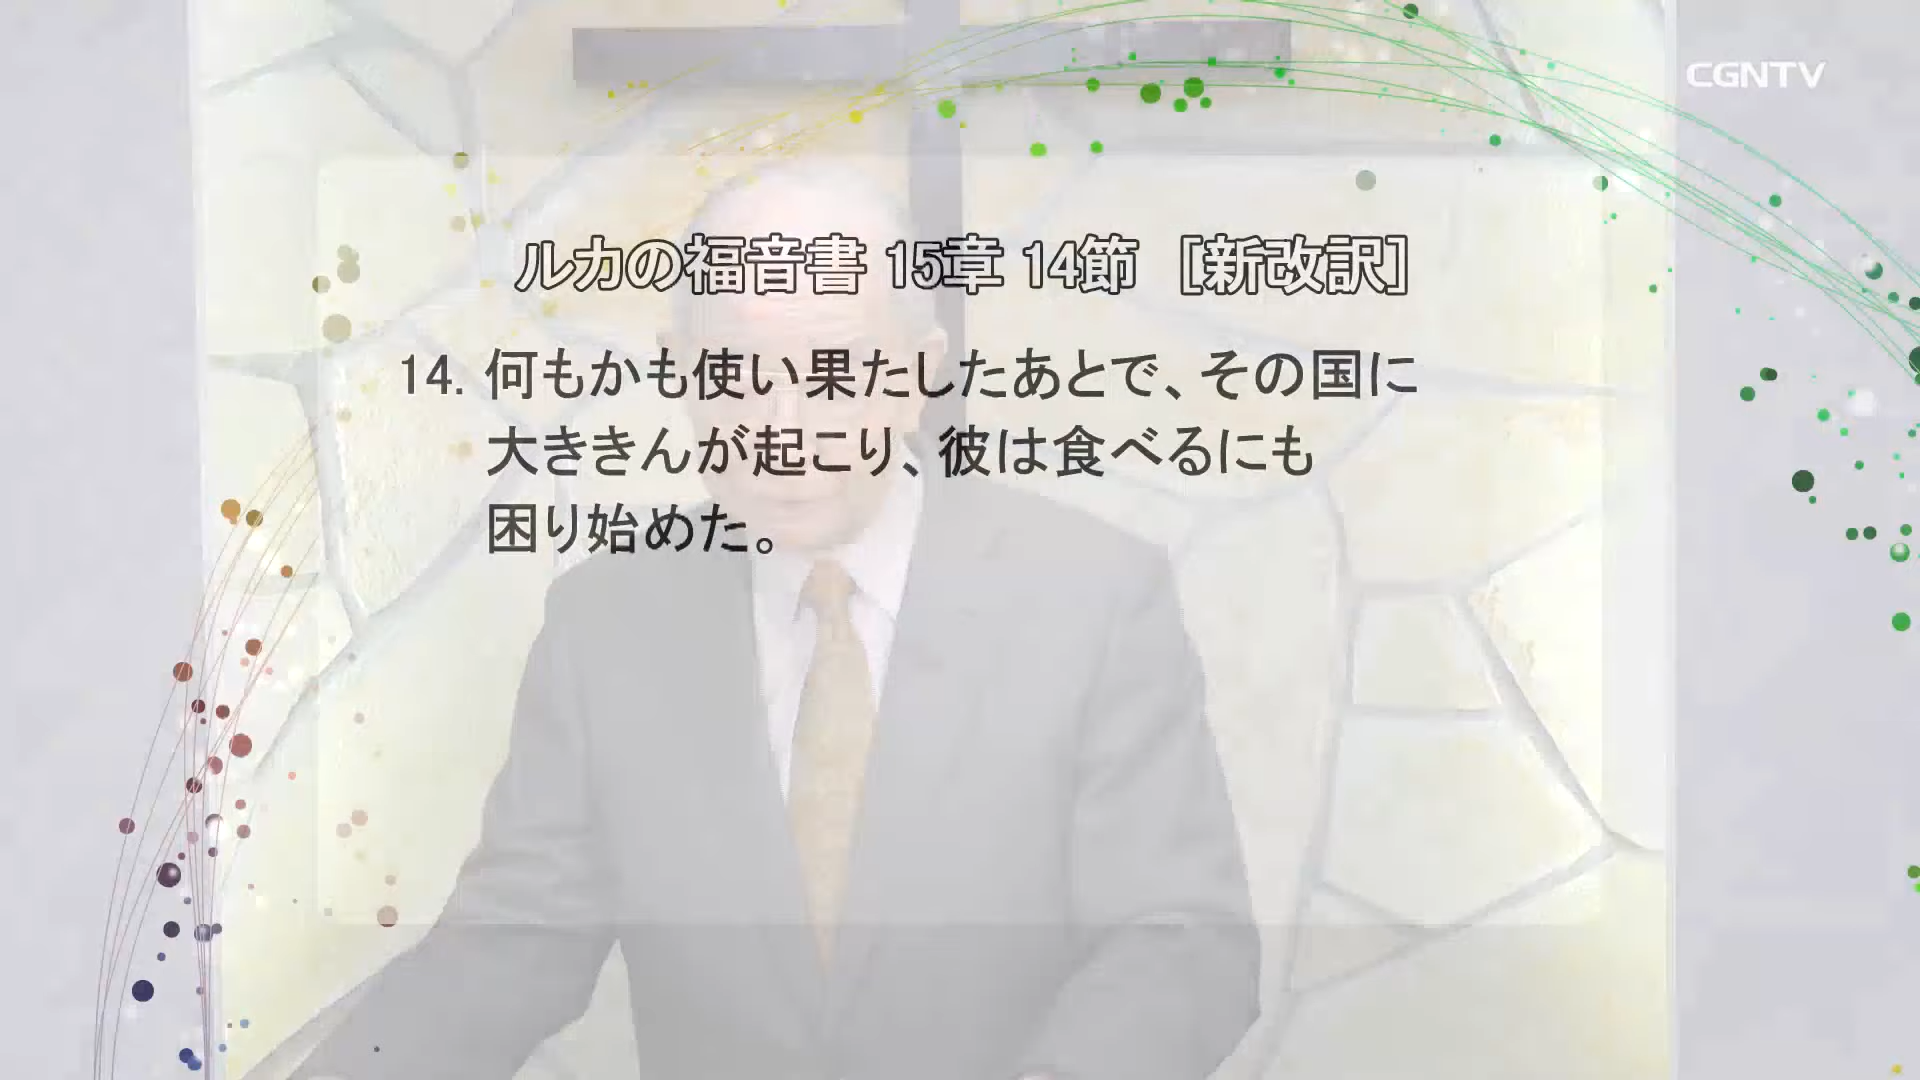 CGNTV
ルカの福音書 15章 14節 [新改訳]
14. 何もかも使い果たしたあとで、その国に
大ききんが起こり、彼は食べるにも
困り始めた。